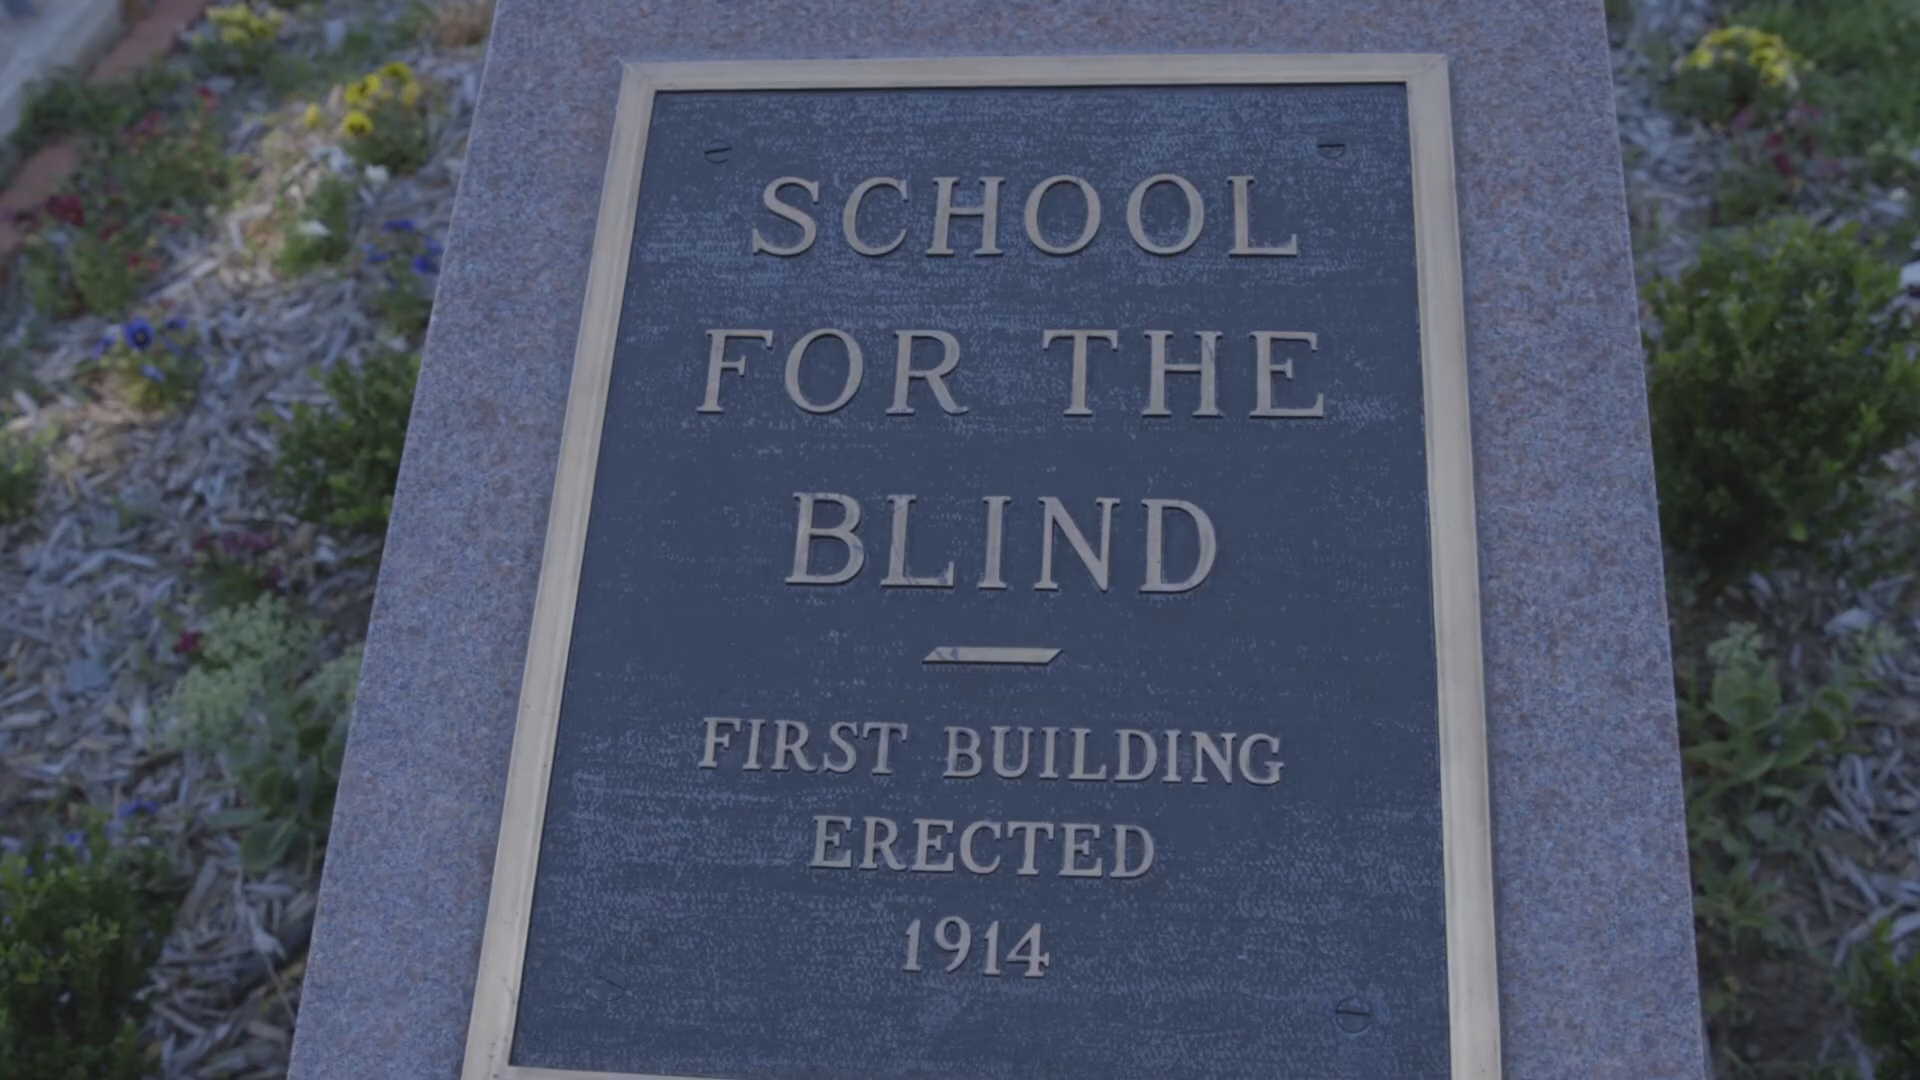 SCHOOL
FOR THE
BLIND
FIRST BUILDING
ERECTED
1914